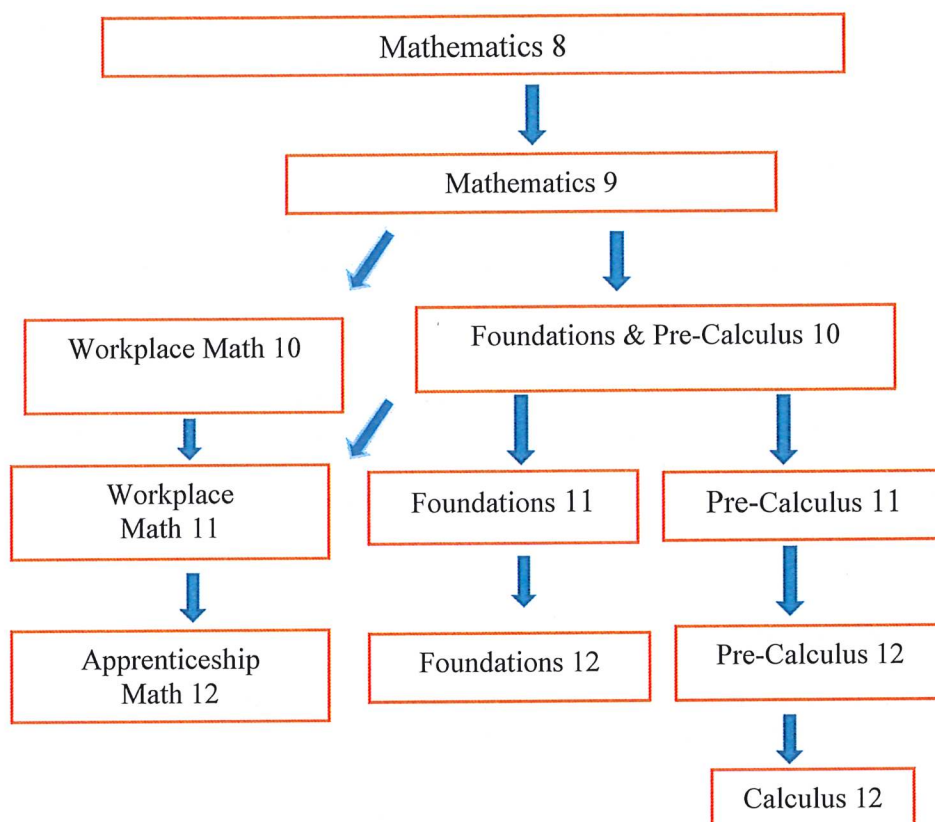 Mathematics 8
Mathematics 9
Workplace Math 10
Foundations & Pre-Calculus 10
Workplace
Math 11
Foundations 11
Pre-Calculus 11
Apprenticeship
Math 12
Foundations 12
Pre-Calculus 12
Calculus 12